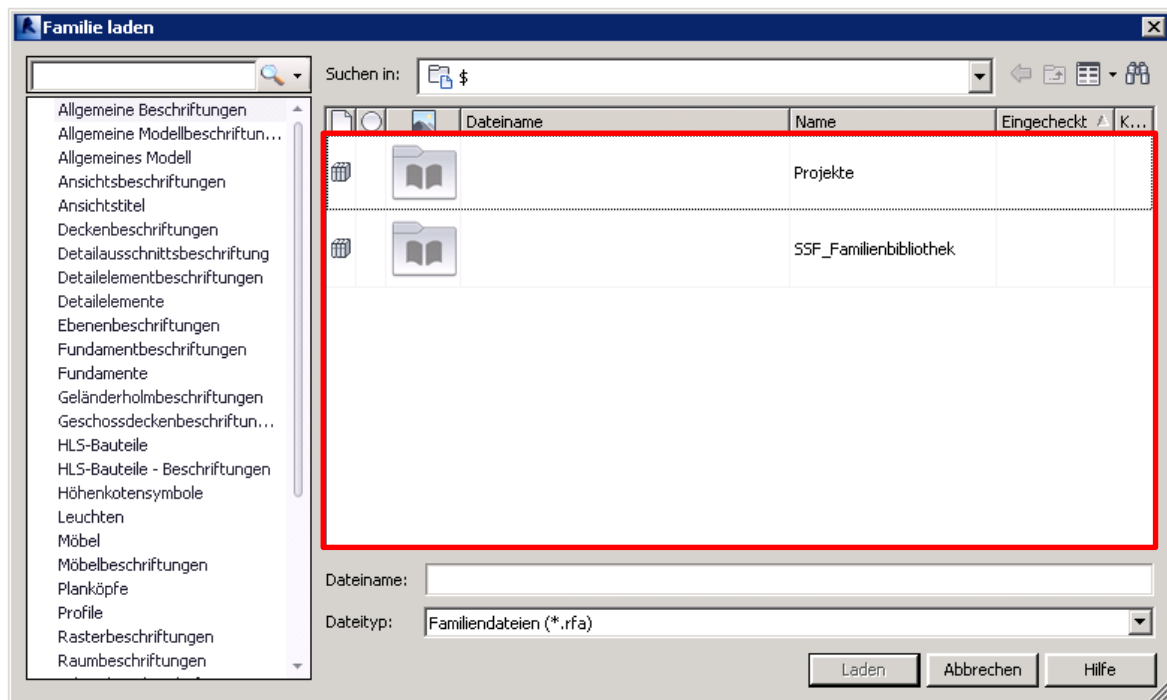 Familie laden
Suchen in: $
Allgemeine Beschriftungen
Allgemeine Modellbeschriftun...
Allgemeines Modell
Ansichtsbeschriftungen
Ansichtstitel
Deckenbeschriftungen
Detailausschnittsbeschriftung
Detailelementbeschriftungen
Detailelemente
Ebenenbeschriftungen
Fundamentbeschriftungen
Fundamente
Geländerholmbeschriftungen
Geschossdeckenbeschriftun...
HLS-Bauteile
HLS-Bauteile - Beschriftungen
Höhenkotensymbole
Leuchten
Möbel
Möbelbeschriftungen
Planköpfe
Profile
Rasterbeschriftungen
Raumbeschriftungen
Dateiname Name Eingecheckt K...
Projekte
SSF_Familienbibliothek
Dateiname:
Dateityp: Familiendateien (*.rfa)
Laden Abbrechen Hilfe